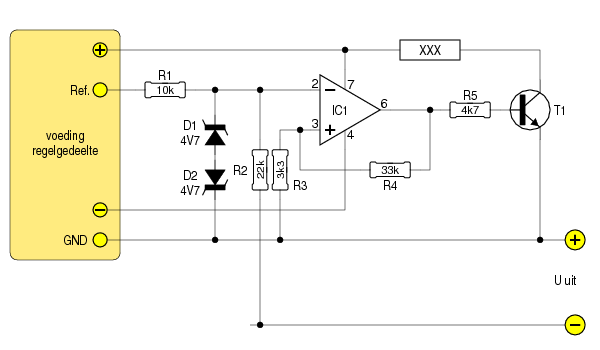 +
XXX
Ref.
R1
10k
2
7
IC1
6
R5
4k7
T1
voeding
regelgedeelte
D1
4V7
3
4
D2
4V7
R2
22k
3k3
R3
33k
R4
−
GND
+
U uit
−